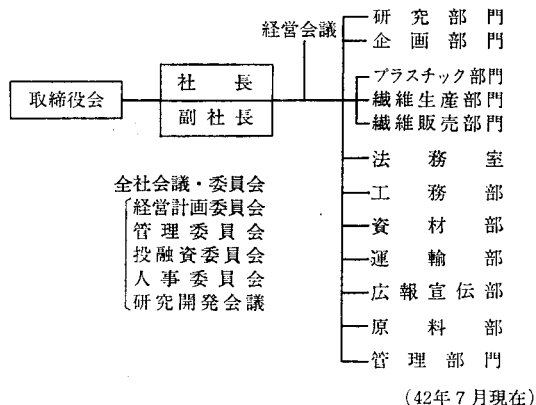 経営会議
取締役会
社長
副社長
研究部門
企画部門
プラスチック部門
繊維生産部門
繊維販売部門
法務室
工務部
資材部
運輸部
広報宣伝部
原料部
管理部門
全社会議・委員会
経営計画委員会
管理委員会
投融資委員会
人事委員会
研究開発会議
(42年7月現在)